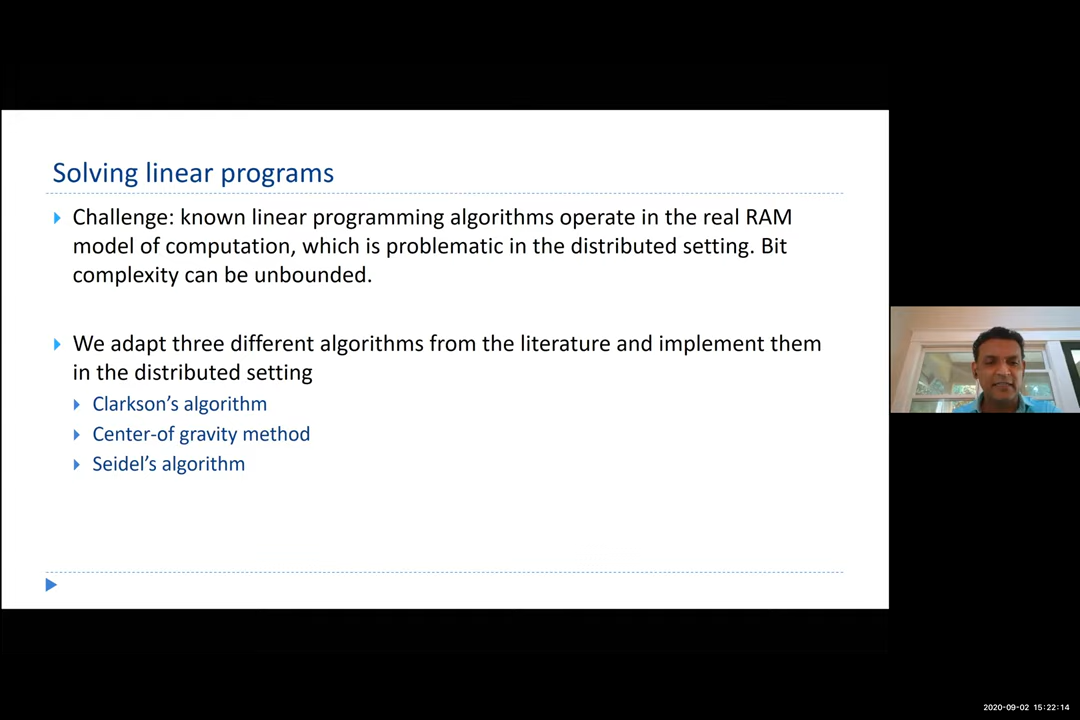 Solving linear programs
Challenge: known linear programming algorithms operate in the real RAM
model of computation, which is problematic in the distributed setting. Bit
complexity can be unbounded.
We adapt three different algorithms from the literature and implement them
in the distributed setting
Clarkson’s algorithm
Center-of gravity method
Seidel’s algorithm
2020-09-02 15:22:14